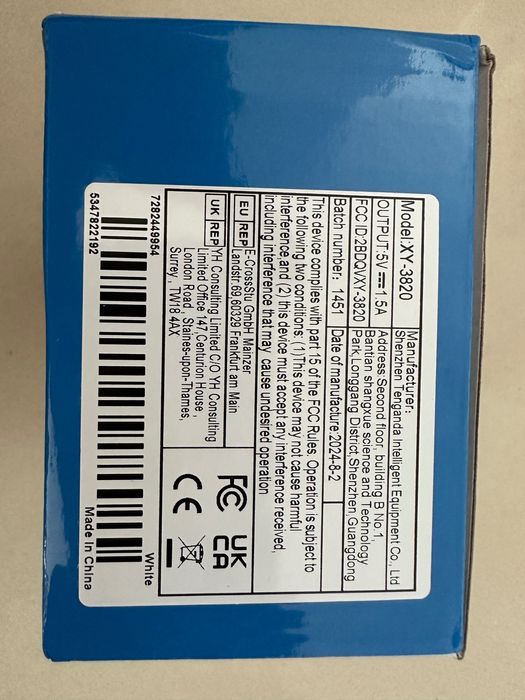 Model:XY-3820
OUTPUT:5V⎓1.5A
FCC ID:2BDQVXY-3820
Batch number: 1451
Manufacturer:
Shenzhen Tenganda Intelligent Equipment Co., Ltd
Address:Second floor, building B No.1,
Bantian shangxue science and Technology
Park,Longgang District,Shenzhen,Guangdong
Date of manufacture:2024-8-2
This device complies with part 15 of the FCC Rules. Operation is subject to
the following two conditions: (1)This device may not cause harmful
interference,and (2) this device must accept any interference received,
including interference that may cause undesired operation
EU REP
E-CrossStu GmbH Mainzer
Landstr.69,60329 Frankfurt am Main
UK REP
YH Consulting Limited C/O YH Consulting
Limited Office 147,Centurion House,
London Road, Staines-upon-Thames,
Surrey, TW18 4AX
FC UK
CA
CE
7282449954
White
5347822192
Made In China